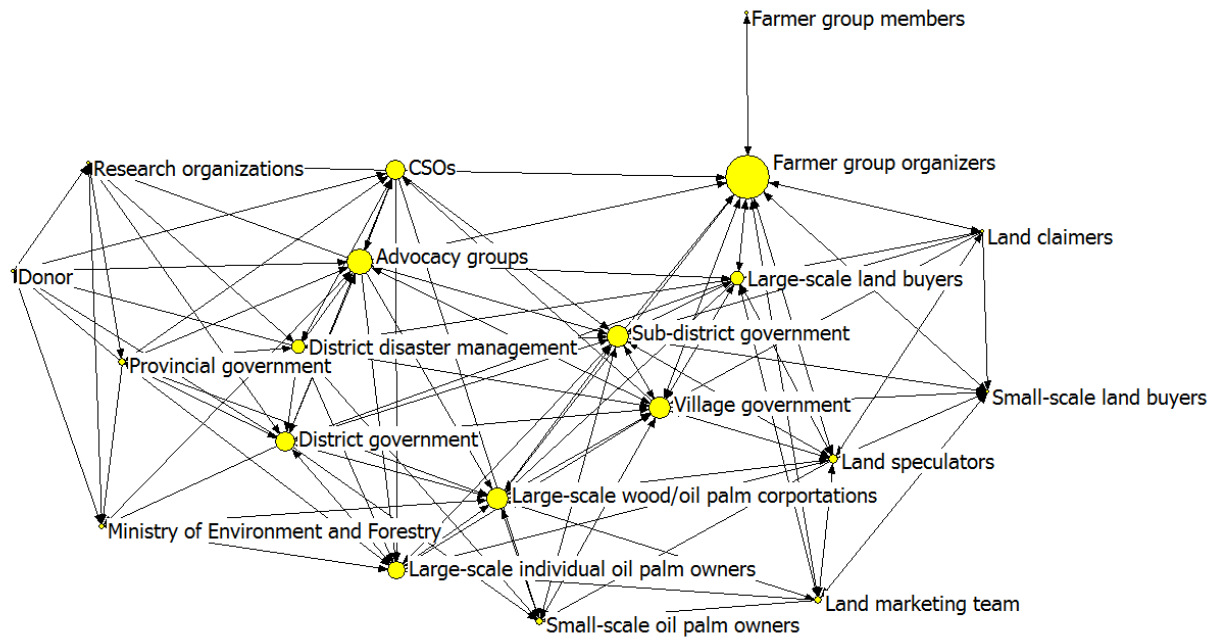 Farmer group members
Research organizations
CSOs
Farmer group organizers
Land claimers
Advocacy groups
Donor
Large-scale land buyers
Sub-district government
District disaster management
Provincial government
Small-scale land buyers
Village government
District government
Land speculators
Large-scale wood/oil palm corportations
Ministry of Environment and Forestry
Large-scale individual oil palm owners
Land marketing team
Small-scale oil palm owners